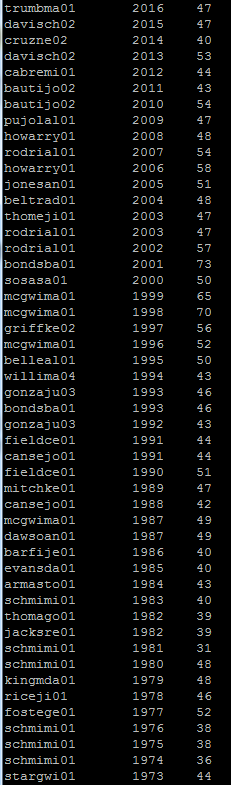 trumbma01 2016 47
davisch02 2015 47
cruzne02 2014 40
davisch02 2013 53
cabremi01 2012 44
bautijo02 2011 43
bautijo02 2010 54
pujolal01 2009 47
howarry01 2008 48
rodrial01 2007 54
howarry01 2006 58
jonesan01 2005 51
beltrad01 2004 48
thomeji01 2003 47
rodrial01 2003 47
rodrial01 2002 57
bondsba01 2001 73
sosasa01 2000 50
mcgwima01 1999 65
mcgwima01 1998 70
griffke02 1997 56
mcgwima01 1996 52
belleal01 1995 50
willima04 1994 43
gonzaju03 1993 46
bondsba01 1993 46
gonzaju03 1992 43
fieldce01 1991 44
cansejo01 1991 44
fieldce01 1990 51
mitchke01 1989 47
cansejo01 1988 42
mcgwima01 1987 49
dawsoan01 1987 49
barfije01 1986 40
evansda01 1985 40
armasto01 1984 43
schmimi01 1983 40
thomago01 1982 39
jacksre01 1982 39
schmimi01 1981 31
schmimi01 1980 48
kingmda01 1979 48
riceji01 1978 46
fostege01 1977 52
schmimi01 1976 38
schmimi01 1975 38
schmimi01 1974 36
stargwi01 1973 44